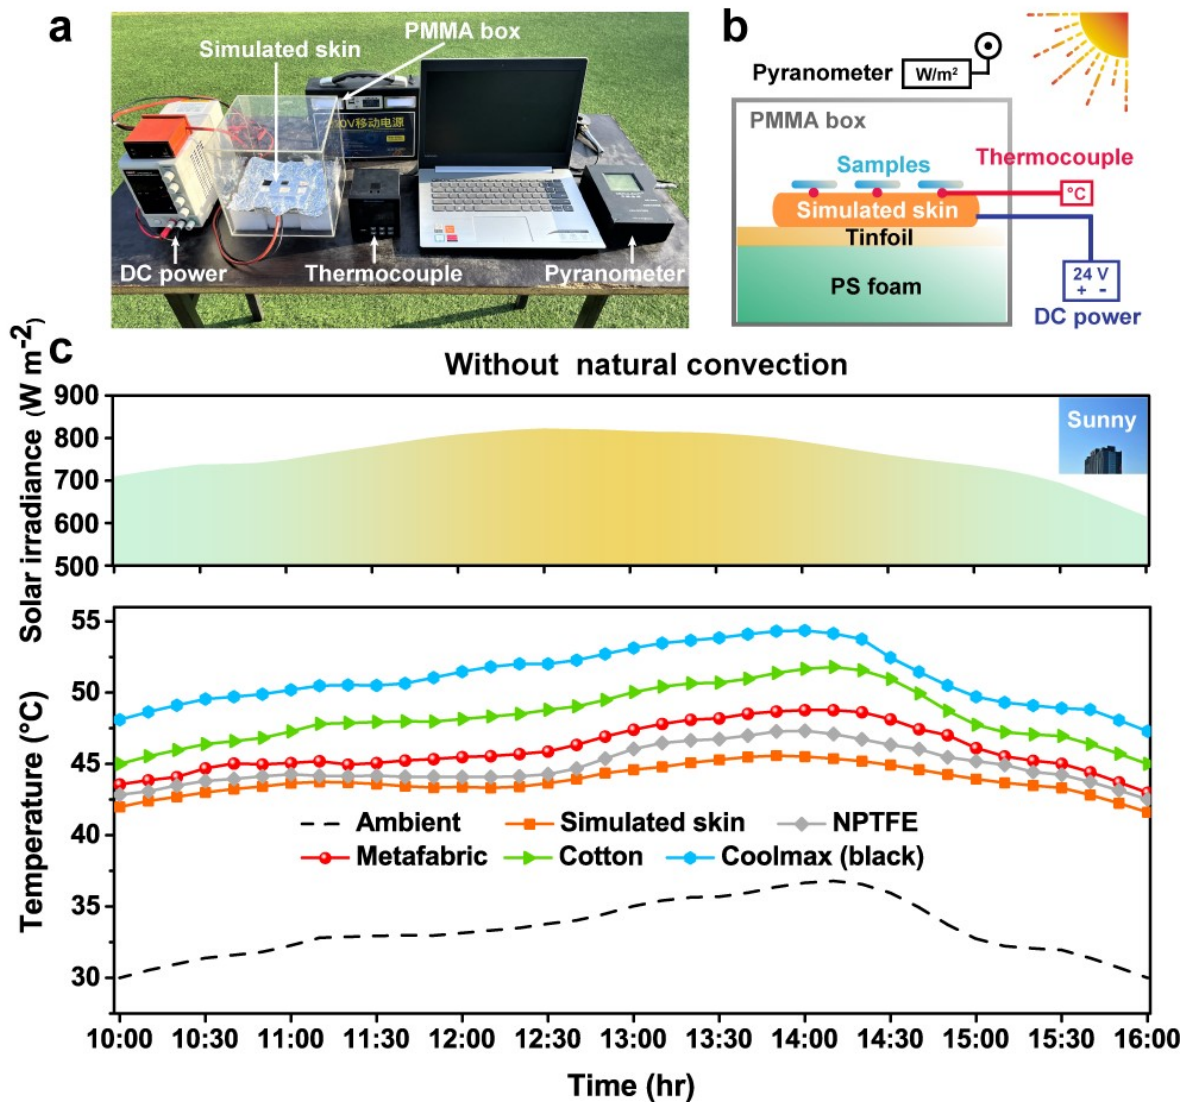 a
Simulated skin
PMMA box
220V移动电源
DC power
Thermocouple
Pyranometer
b
Pyranometer
W/m²
PMMA box
Samples
Thermocouple
°C
Simulated skin
Tinfoil
PS foam
24 V
+ -
DC power
c
Without natural convection
Solar irradiance (W m⁻²)
900
800
700
600
500
Sunny
Temperature (°C)
55
50
45
40
35
30
Ambient
Simulated skin
NPTFE
Metafabric
Cotton
Coolmax (black)
10:00 10:30 11:00 11:30 12:00 12:30 13:00 13:30 14:00 14:30 15:00 15:30 16:00
Time (hr)